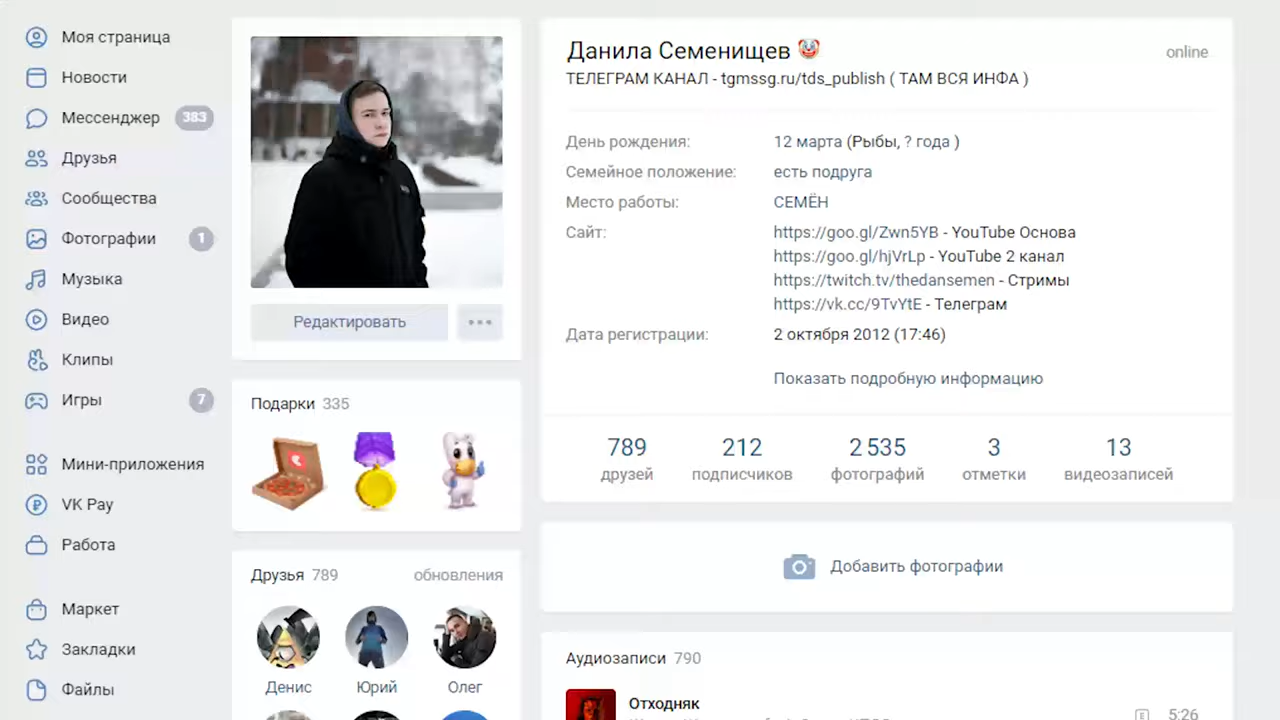 Моя страница
Новости
Мессенджер 383
Друзья
Сообщества
Фотографии 1
Музыка
Видео
Клипы
Игры 7
Мини-приложения
VK Pay
Работа
Маркет
Закладки
Файлы
Редактировать
Подарки 335
Друзья 789 обновления
Денис Юрий Олег
Данила Семенищев
online
ТЕЛЕГРАМ КАНАЛ - tgmssg.ru/tds_publish ( ТАМ ВСЯ ИНФА )
День рождения: 12 марта (Рыбы, ? года )
Семейное положение: есть подруга
Место работы: СЕМЁН
Сайт: https://goo.gl/Zwn5YB - YouTube Основа
https://goo.gl/hjVrLp - YouTube 2 канал
https://twitch.tv/thedansemen - Стримы
https://vk.cc/9TvYtE - Телеграм
Дата регистрации: 2 октября 2012 (17:46)
Показать подробную информацию
789 212 2 535 3 13
друзей подписчиков фотографий отметки видеозаписей
Добавить фотографии
Аудиозаписи 790
Отходняк
E 5:26